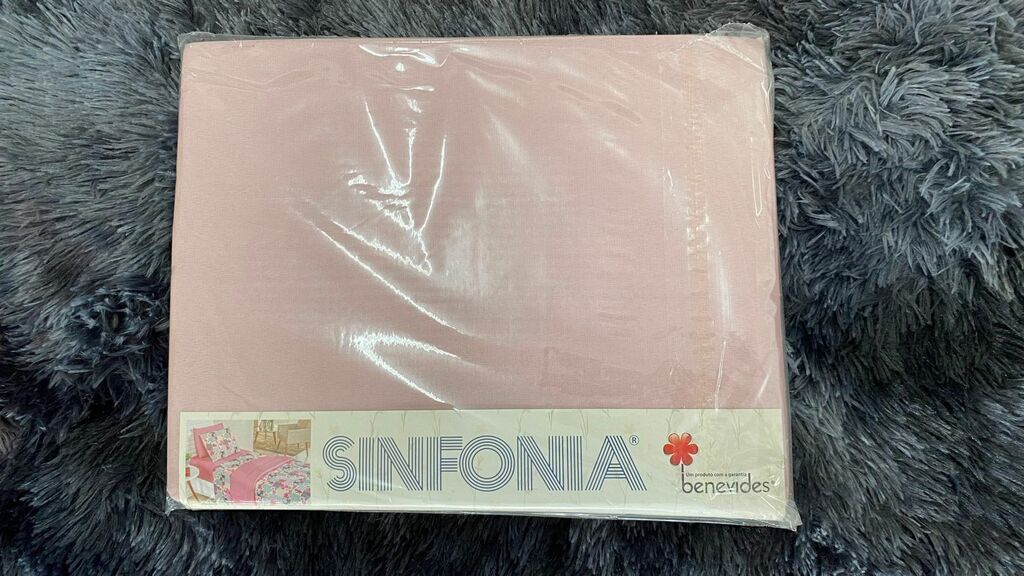 SINFONIA®
Um produto com a garantia
benevides